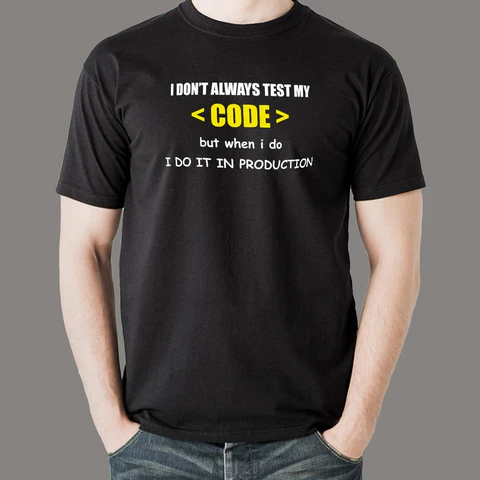 I DON'T ALWAYS TEST MY
< CODE >
but when i do
I DO IT IN PRODUCTION